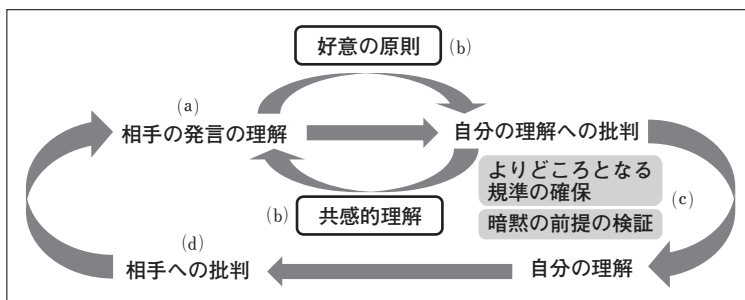 好意の原則 (b)
(a)
相手の発言の理解 自分の理解への批判
よりどころとなる
規準の確保
(c)
暗黙の前提の検証
(b) 共感的理解
(d)
相手への批判 自分の理解